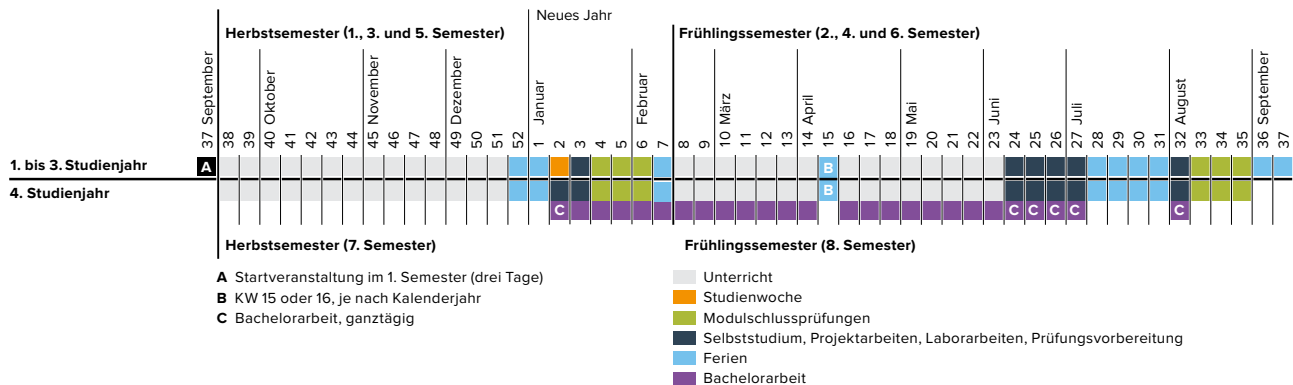 Neues Jahr
Herbstsemester (1., 3. und 5. Semester)
Frühlingssemester (2., 4. und 6. Semester)
37 September
38
39
40 Oktober
41
42
43
44
45 November
46
47
48
49 Dezember
50
51
52
1 Januar
2
3
4
5
6 Februar
7
8
9
10 März
11
12
13
14 April
15
16
17
18
19 Mai
20
21
22
23 Juni
24
25
26
27 Juli
28
29
30
31
32 August
33
34
35
36 September
37
1. bis 3. Studienjahr A B
4. Studienjahr B
C C C C C C
Herbstsemester (7. Semester)
Frühlingssemester (8. Semester)
A Startveranstaltung im 1. Semester (drei Tage)
B KW 15 oder 16, je nach Kalenderjahr
C Bachelorarbeit, ganztägig
Unterricht
Studienwoche
Modulschlussprüfungen
Selbststudium, Projektarbeiten, Laborarbeiten, Prüfungsvorbereitung
Ferien
Bachelorarbeit